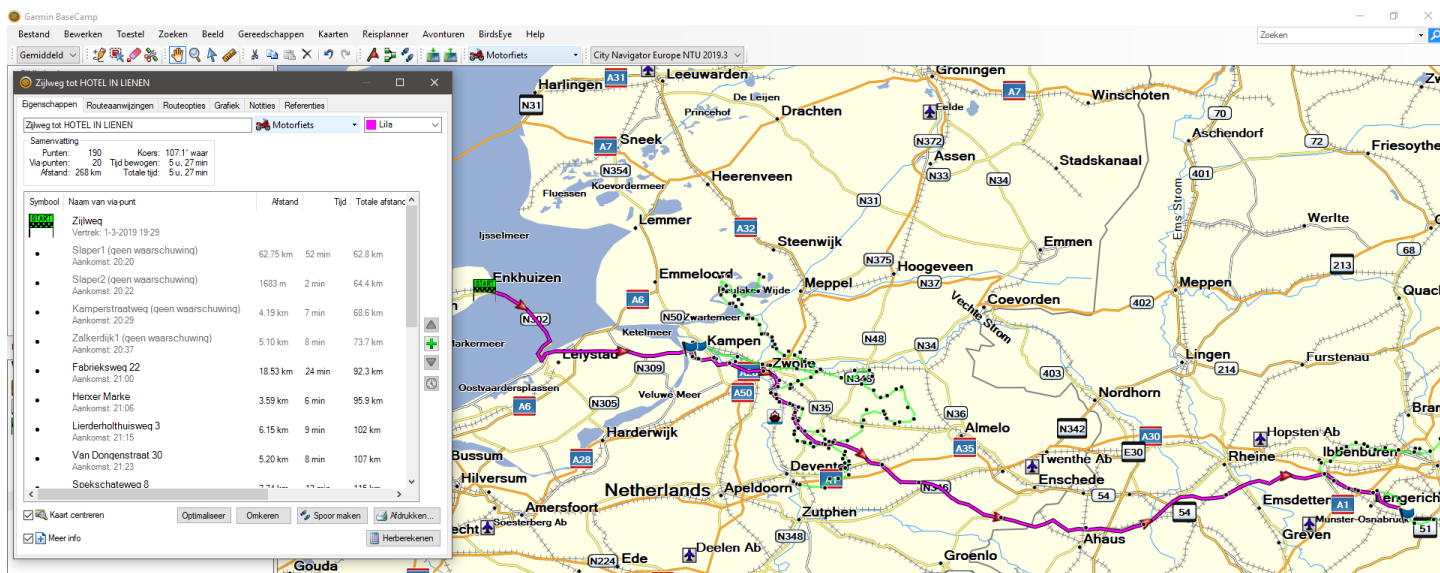 Garmin BaseCamp
Bestand Bewerken Toestel Zoeken Beeld Gereedschappen Kaarten Reisplanner Avonturen BirdsEye Help
Zoeken
Gemiddeld Motorfiets City Navigator Europe NTU 2019.3
Zijlweg tot HOTEL IN LIENEN
Eigenschappen Routeaanwijzingen Routeopties Grafiek Notities Referenties
Zijlweg tot HOTEL IN LIENEN Motorfiets Lila
Samenvatting
Punten: 190 Koers: 107.1° waar
Via-punten: 20 Tijd bewogen: 5 u, 27 min
Afstand: 268 km Totale tijd: 5 u, 27 min
Symbool Naam van via-punt Afstand Tijd Totale afstand
START Zijlweg
Vertrek: 1-3-2019 19:29
Slaper1 (geen waarschuwing) 62.75 km 52 min 62.8 km
Aankomst: 20:20
Slaper2 (geen waarschuwing) 1683 m 2 min 64.4 km
Aankomst: 20:22
Kamperstraatweg (geen waarschuwing) 4.19 km 7 min 68.6 km
Aankomst: 20:29
Zalkerdijk1 (geen waarschuwing) 5.10 km 8 min 73.7 km
Aankomst: 20:37
Fabrieksweg 22 18.53 km 24 min 92.3 km
Aankomst: 21:00
Herxer Marke 3.59 km 6 min 95.9 km
Aankomst: 21:06
Lierderholthuisweg 3 6.15 km 9 min 102 km
Aankomst: 21:15
Van Dongenstraat 30 5.20 km 8 min 107 km
Aankomst: 21:23
Spekschateweg 8 7.74 km 12 min 115 km
Kaart centreren Optimaliseer Omkeren Spoor maken Afdrukken...
Meer info Herberekenen
Harlingen A31 Leeuwarden Groningen
N31 De Leijen A7 Winschoten
Princehof Drachten Eelde 70
Sneek A7 N372 Aschendorf 72 Friesoythe
N354 Assen Stadskanaal 401
Koevordermeer Heerenveen N33 N34
Fluessen N31
Lemmer A32 Ems Strom Werlte
Ijsselmeer Steenwijk Emmen 68
N375 213
Enkhuizen Emmeloord Hoogeveen
START Beulaker Wijde Meppel N37 Meppen
A6 Coevorden 402
N302 N50 Zwartemeer Vechte Strom
Ketelmeer Kampen N48 N34
Markermeer Lelystad Zwolle Lingen Furstenau
N309 403 214
Oostvaardersplassen Veluwe Meer A50 N35 Nordhorn
A6 N305 N36
Harderwijk Almelo N342 Hopsten Ab
Bussum A28 A35 A30
Hilversum Deventer Twenthe Ab E30 Rheine Ibbenburen
Netherlands Apeldoorn N346 Enschede 54 Emsdetten A1 Lengerich
Amersfoort Zutphen 54 Munster-Osnabruck
Soesterberg Ab N348 Ahaus Greven 51
Deelen Ab
N224 Ede Groenlo
Gouda